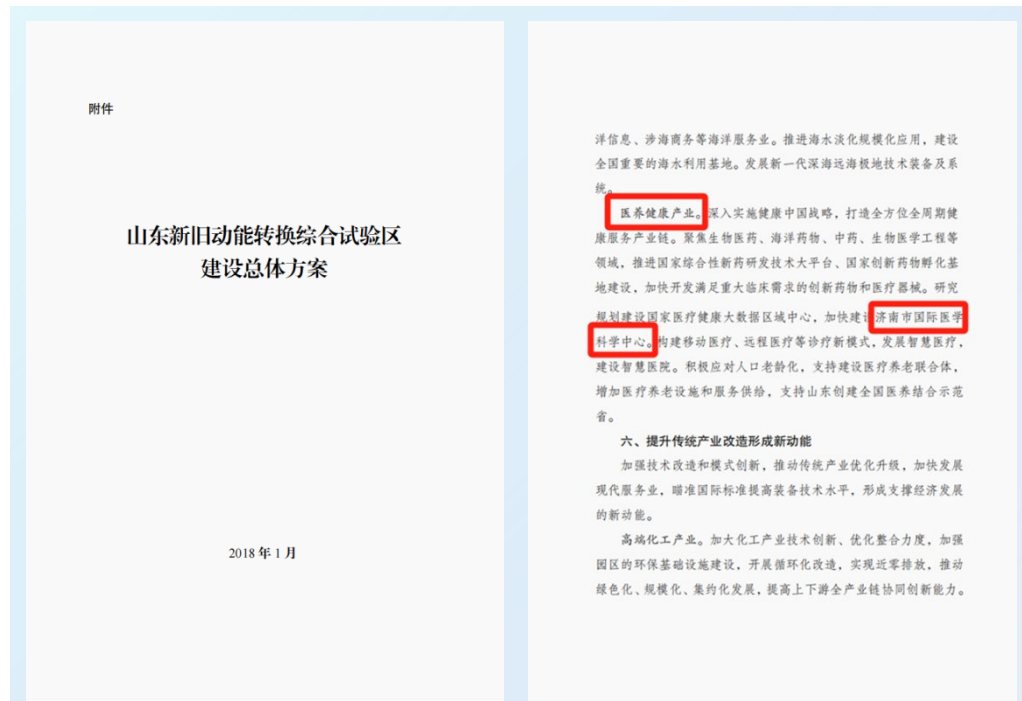 附件
山东新旧动能转换综合试验区
建设总体方案
2018 年 1 月
洋信息、涉海商务等海洋服务业。推进海水淡化规模化应用，建设
全国重要的海水利用基地。发展新一代深海远海极地技术装备及系
统。
医养健康产业。深入实施健康中国战略，打造全方位全周期健
康服务产业链。聚焦生物医药、海洋药物、中药、生物医学工程等
领域，推进国家综合性新药研发技术大平台、国家创新药物孵化基
地建设，加快开发满足重大临床需求的创新药物和医疗器械。研究
规划建设国家医疗健康大数据区域中心，加快建设济南市国际医学
科学中心。构建移动医疗、远程医疗等诊疗新模式，发展智慧医疗，
建设智慧医院。积极应对人口老龄化，支持建设医疗养老联合体，
增加医疗养老设施和服务供给，支持山东创建全国医养结合示范
省。
六、提升传统产业改造形成新动能
加强技术改造和模式创新，推动传统产业优化升级，加快发展
现代服务业，瞄准国际标准提高装备技术水平，形成支撑经济发展
的新动能。
高端化工产业。加大化工产业技术创新、优化整合力度，加强
园区的环保基础设施建设，开展循环化改造，实现近零排放，推动
绿色化、规模化、集约化发展，提高上下游全产业链协同创新能力。